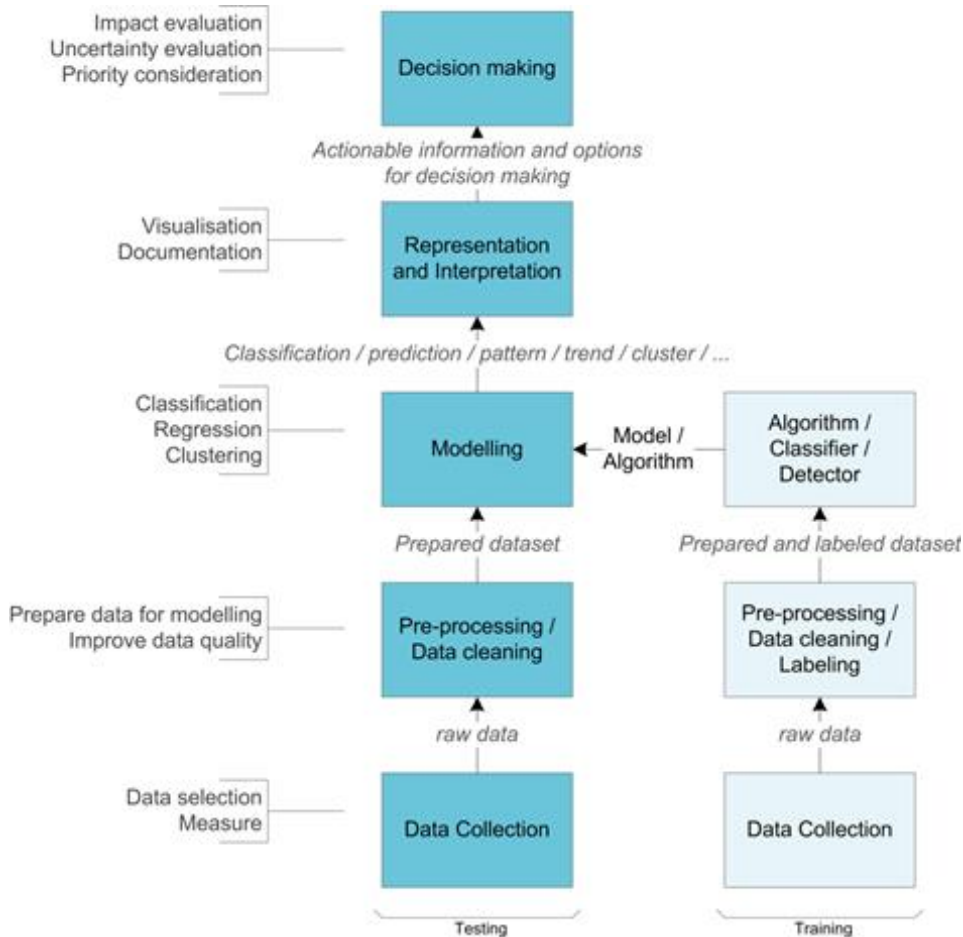 Impact evaluation
Uncertainty evaluation
Priority consideration
Decision making
Actionable information and options
for decision making
Visualisation
Documentation
Representation
and Interpretation
Classification / prediction / pattern / trend / cluster / ...
Classification
Regression
Clustering
Modelling
Model /
Algorithm
Algorithm /
Classifier /
Detector
Prepared dataset
Prepared and labeled dataset
Prepare data for modelling
Improve data quality
Pre-processing /
Data cleaning
Pre-processing /
Data cleaning /
Labeling
raw data
raw data
Data selection
Measure
Data Collection
Data Collection
Testing
Training